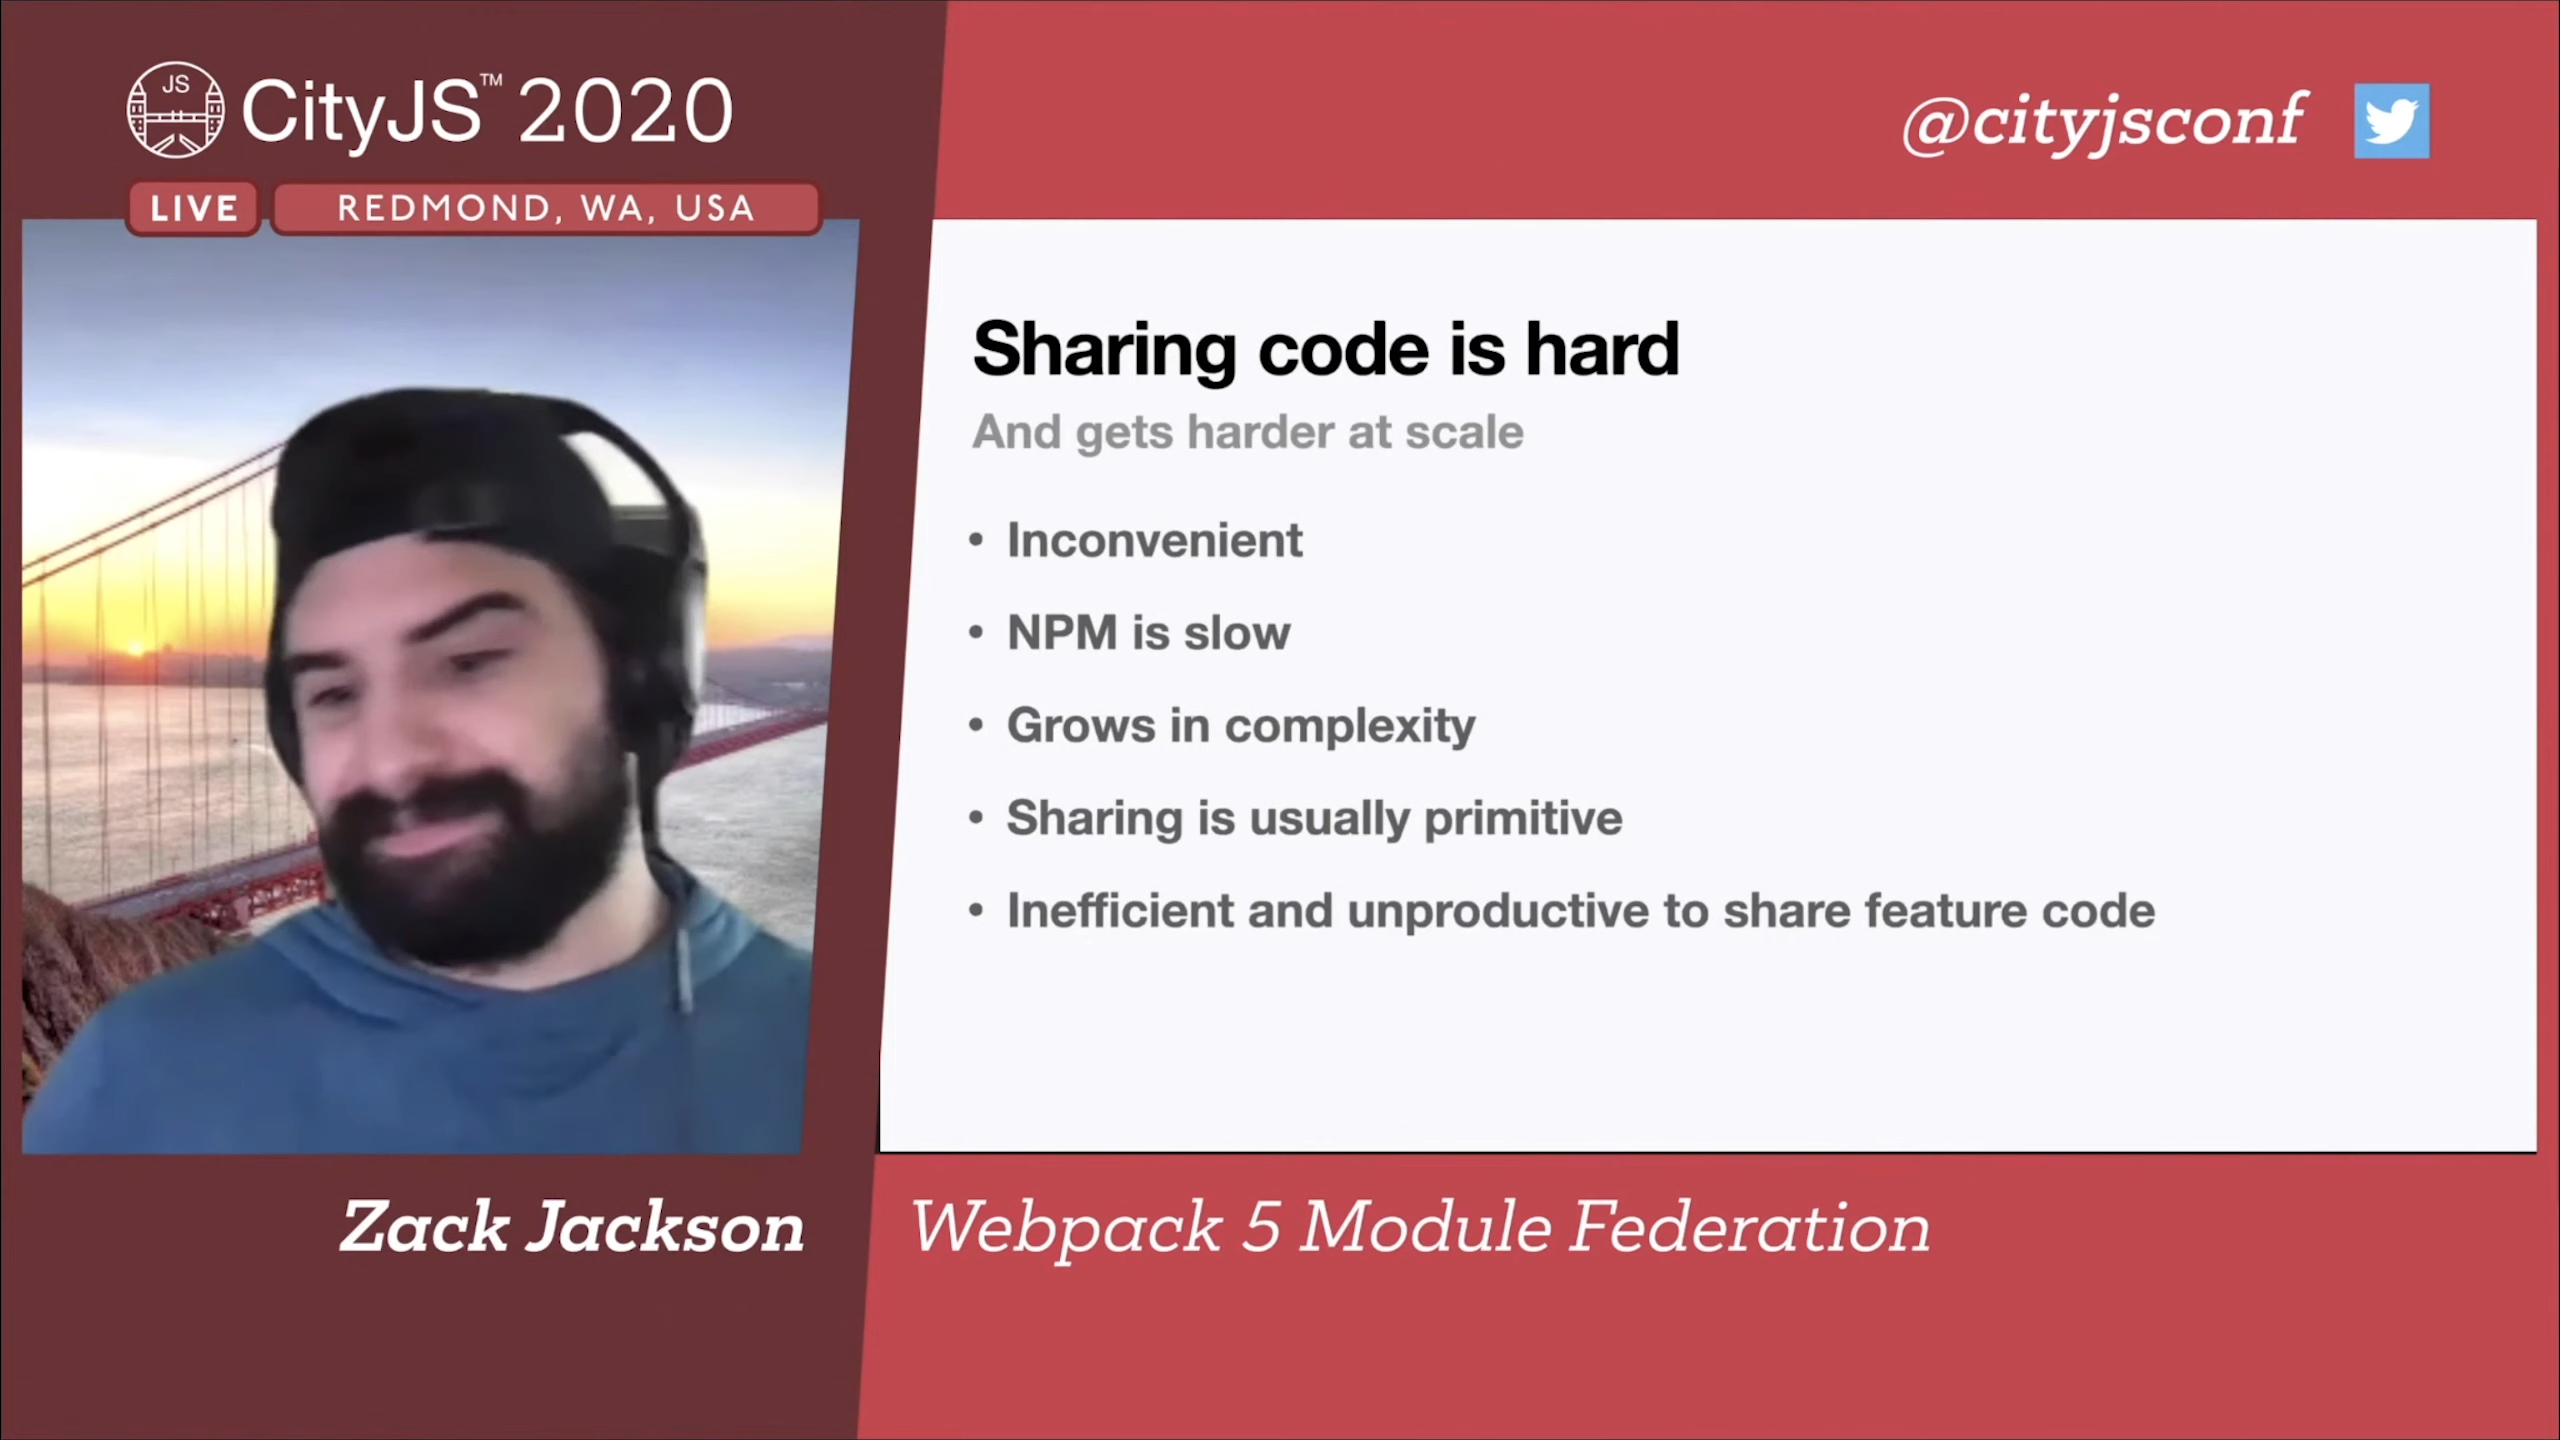 JS
CityJS™ 2020
@cityjsconf
LIVE
REDMOND, WA, USA
Sharing code is hard
And gets harder at scale
• Inconvenient
• NPM is slow
• Grows in complexity
• Sharing is usually primitive
• Inefficient and unproductive to share feature code
Zack Jackson
Webpack 5 Module Federation